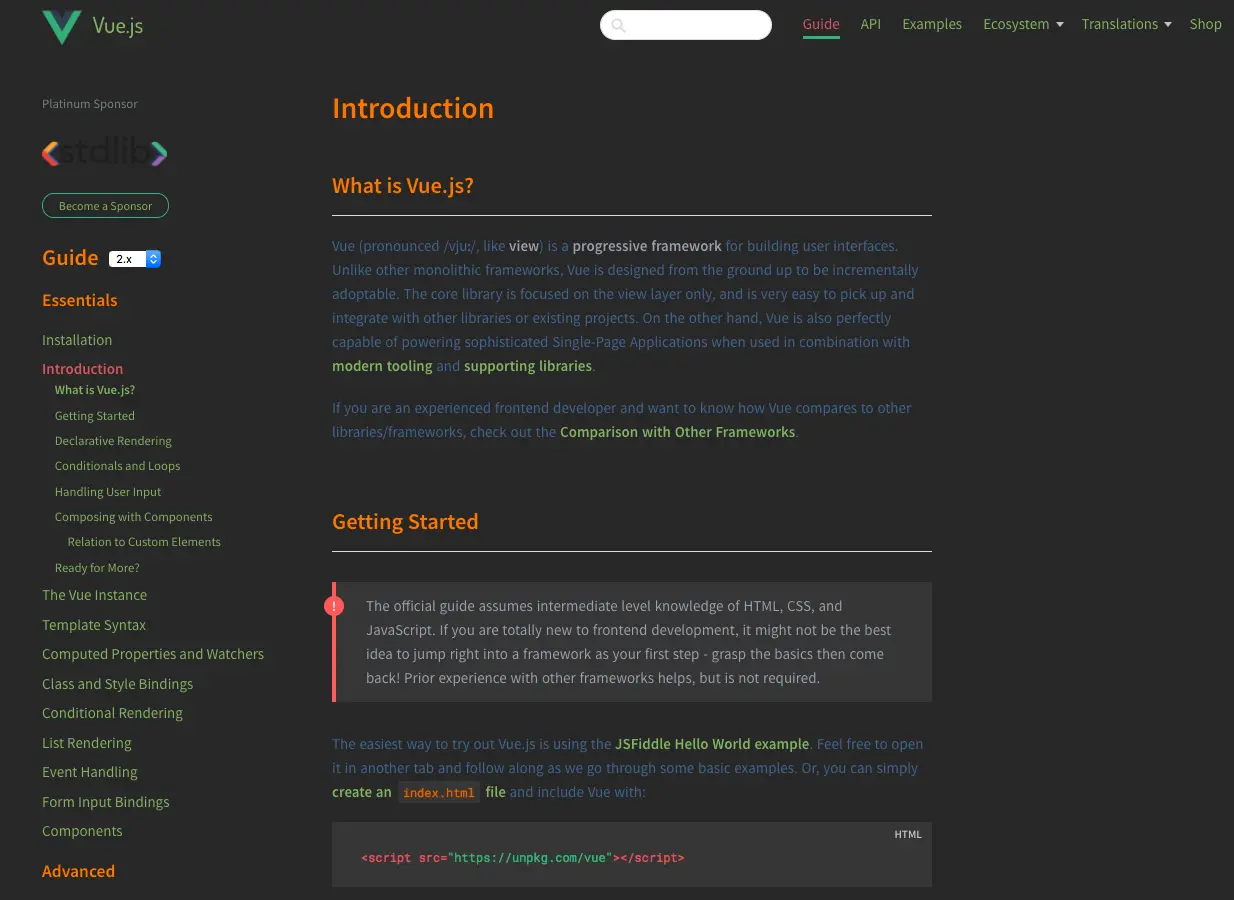 Vue.js
Guide
API
Examples
Ecosystem
Translations
Shop
Platinum Sponsor
stdlib
Become a Sponsor
Guide 2.x
Essentials
Installation
Introduction
What is Vue.js?
Getting Started
Declarative Rendering
Conditionals and Loops
Handling User Input
Composing with Components
Relation to Custom Elements
Ready for More?
The Vue Instance
Template Syntax
Computed Properties and Watchers
Class and Style Bindings
Conditional Rendering
List Rendering
Event Handling
Form Input Bindings
Components
Advanced
Introduction
What is Vue.js?
Vue (pronounced /vjuː/, like view) is a progressive framework for building user interfaces.
Unlike other monolithic frameworks, Vue is designed from the ground up to be incrementally
adoptable. The core library is focused on the view layer only, and is very easy to pick up and
integrate with other libraries or existing projects. On the other hand, Vue is also perfectly
capable of powering sophisticated Single-Page Applications when used in combination with
modern tooling and supporting libraries.
If you are an experienced frontend developer and want to know how Vue compares to other
libraries/frameworks, check out the Comparison with Other Frameworks.
Getting Started
!
The official guide assumes intermediate level knowledge of HTML, CSS, and
JavaScript. If you are totally new to frontend development, it might not be the best
idea to jump right into a framework as your first step - grasp the basics then come
back! Prior experience with other frameworks helps, but is not required.
The easiest way to try out Vue.js is using the JSFiddle Hello World example. Feel free to open
it in another tab and follow along as we go through some basic examples. Or, you can simply
create an index.html file and include Vue with:
HTML
<script src="https://unpkg.com/vue"></script>